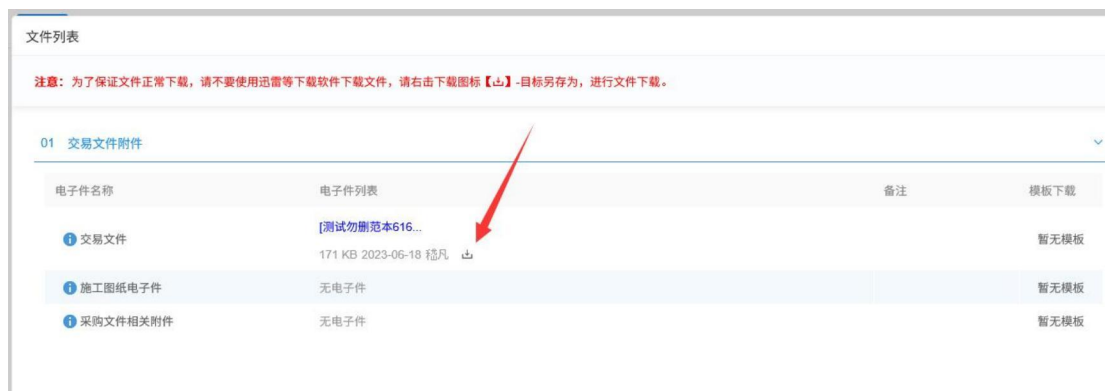 文件列表
注意：为了保证文件正常下载，请不要使用迅雷等下载软件下载文件，请右击下载图标【】-目标另存为，进行文件下载。
01 交易文件附件
电子件名称 电子件列表 备注 模板下载
交易文件 [测试勿删范本616... 暂无模板
171 KB 2023-06-18 嵇凡
施工图纸电子件 无电子件 暂无模板
采购文件相关附件 无电子件 暂无模板